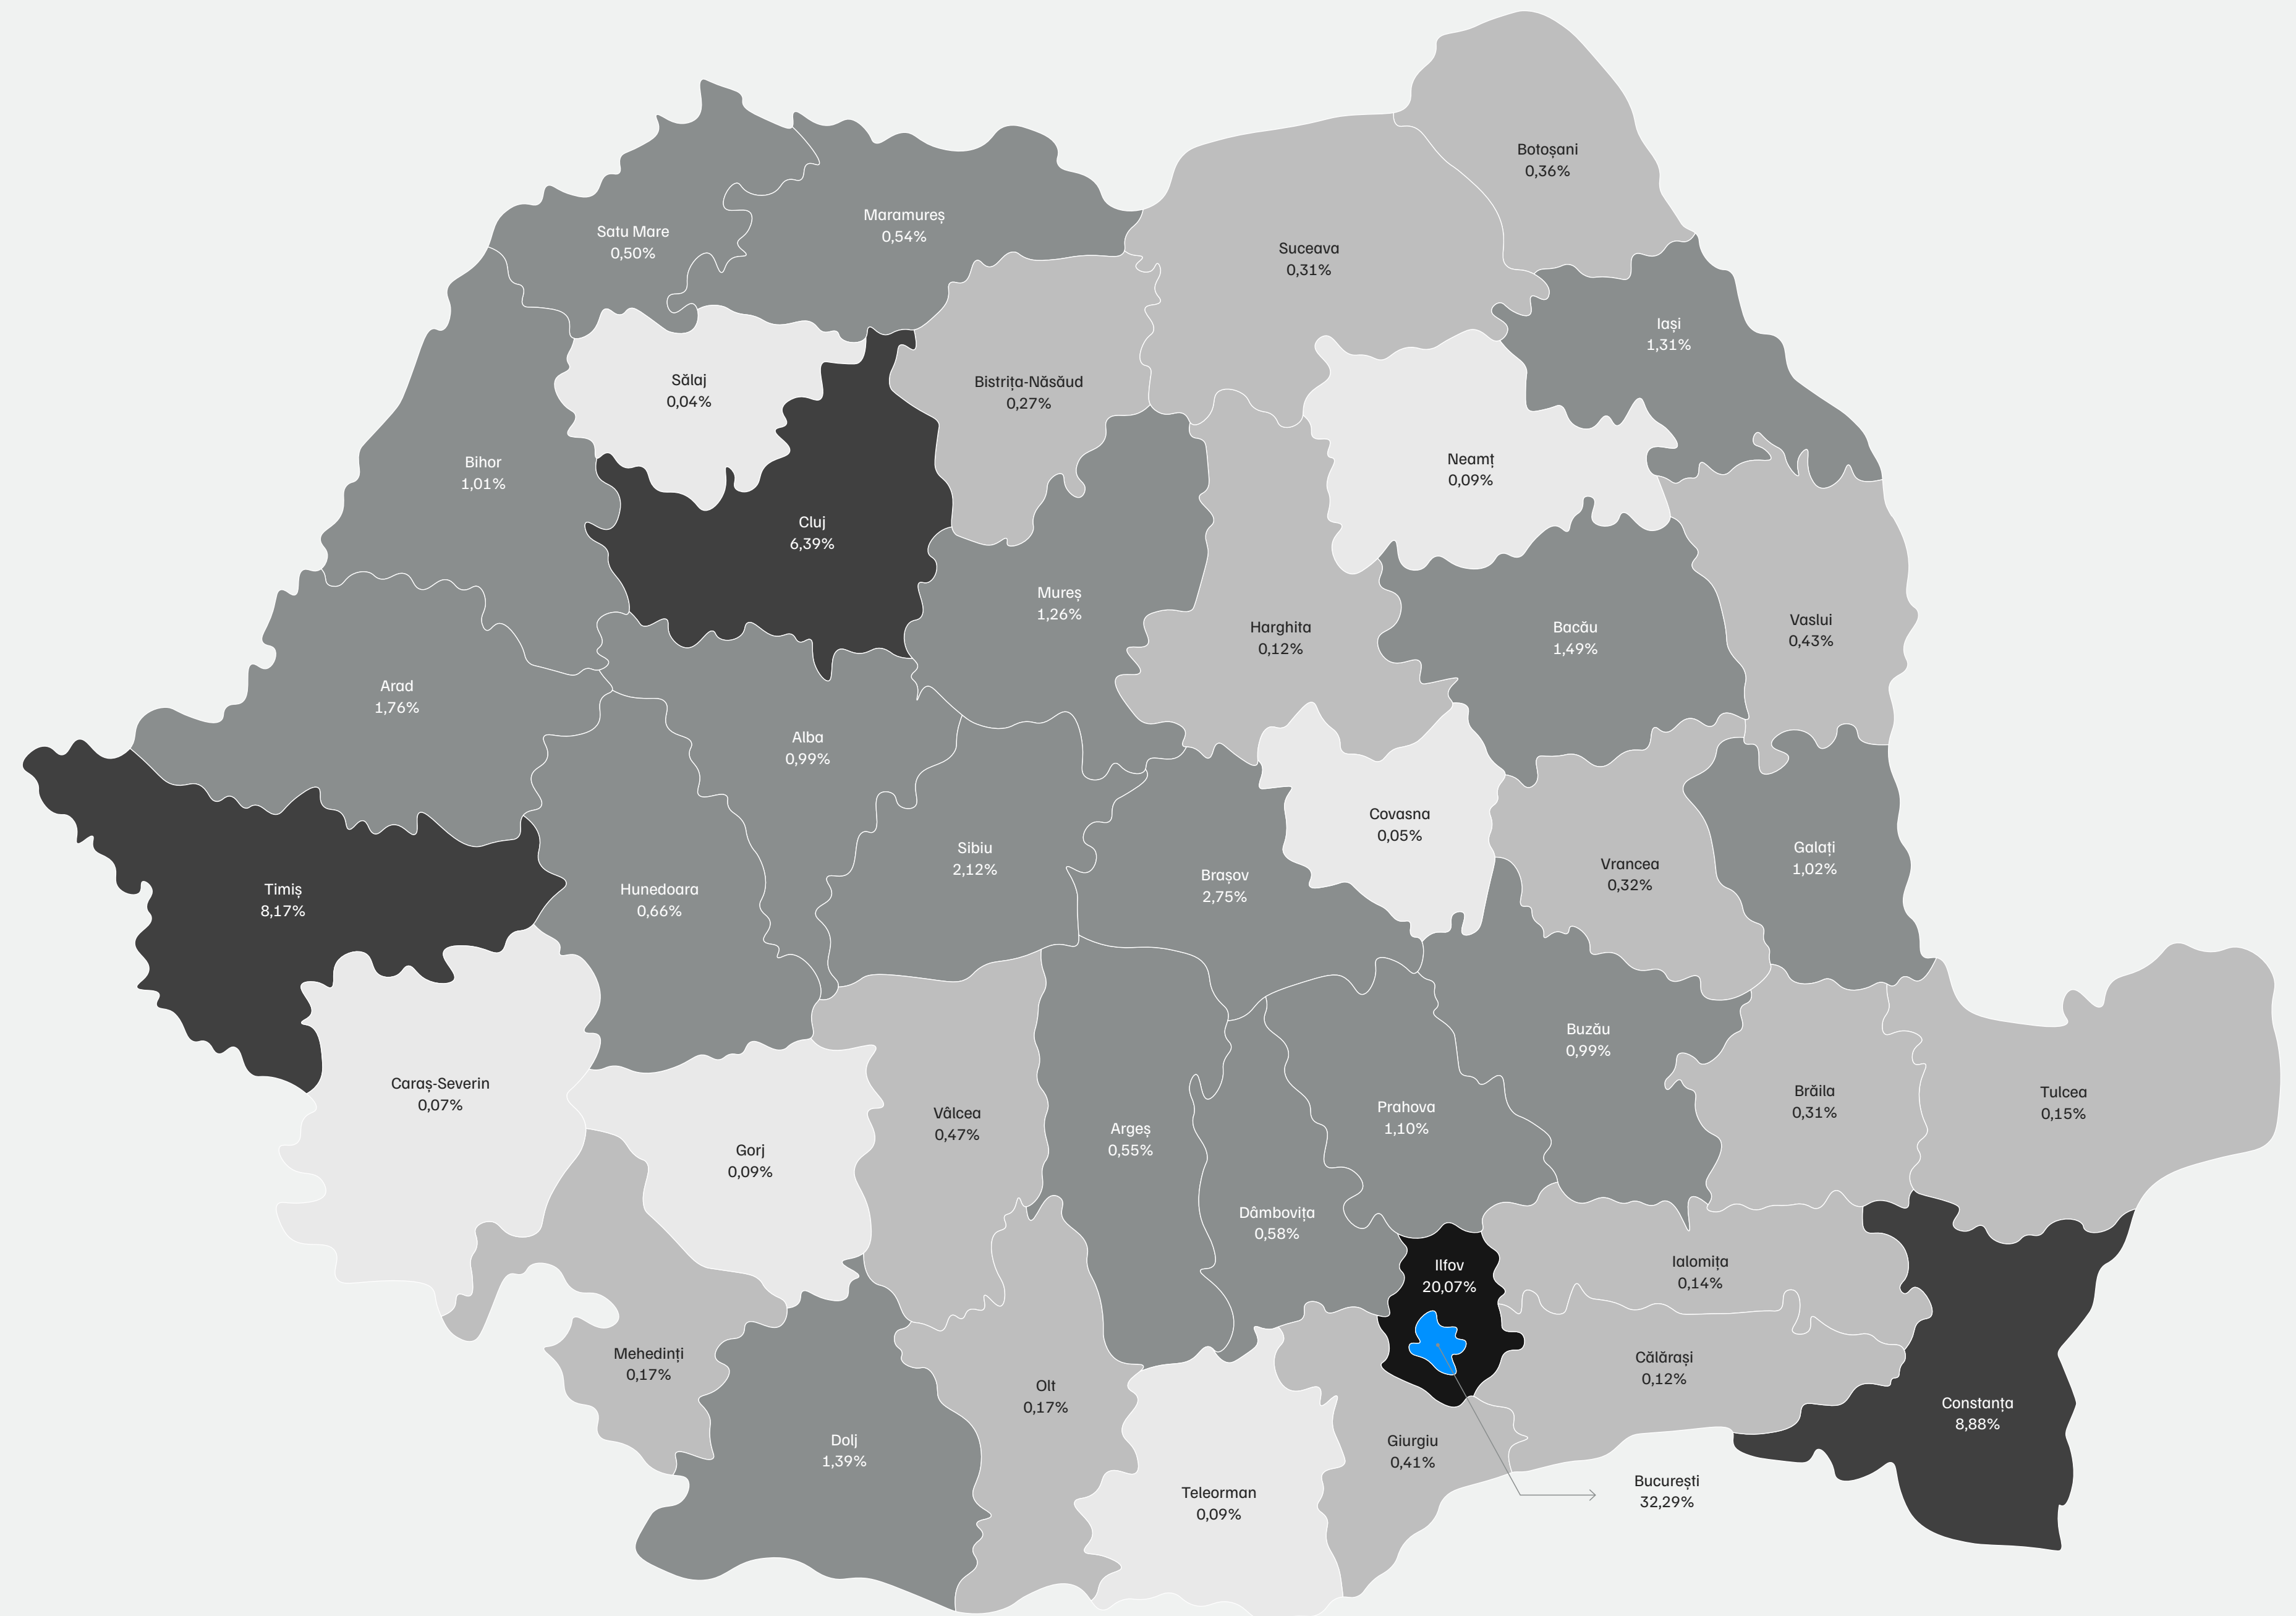 Botoșani
0,36%
Maramureș
0,54%
Satu Mare
0,50%
Suceava
0,31%
Iași
1,31%
Sălaj
0,04%
Bistrița-Năsăud
0,27%
Bihor
1,01%
Neamț
0,09%
Cluj
6,39%
Mureș
1,26%
Harghita
0,12%
Bacău
1,49%
Vaslui
0,43%
Arad
1,76%
Alba
0,99%
Covasna
0,05%
Sibiu
2,12%
Galați
1,02%
Vrancea
0,32%
Brașov
2,75%
Timiș
8,17%
Hunedoara
0,66%
Buzău
0,99%
Caraș-Severin
0,07%
Brăila
0,31%
Tulcea
0,15%
Prahova
1,10%
Vâlcea
0,47%
Argeș
0,55%
Gorj
0,09%
Dâmbovița
0,58%
Ilfov
20,07%
Ialomița
0,14%
Mehedinți
0,17%
Călărași
0,12%
Olt
0,17%
Constanța
8,88%
Dolj
1,39%
Giurgiu
0,41%
București
32,29%
Teleorman
0,09%